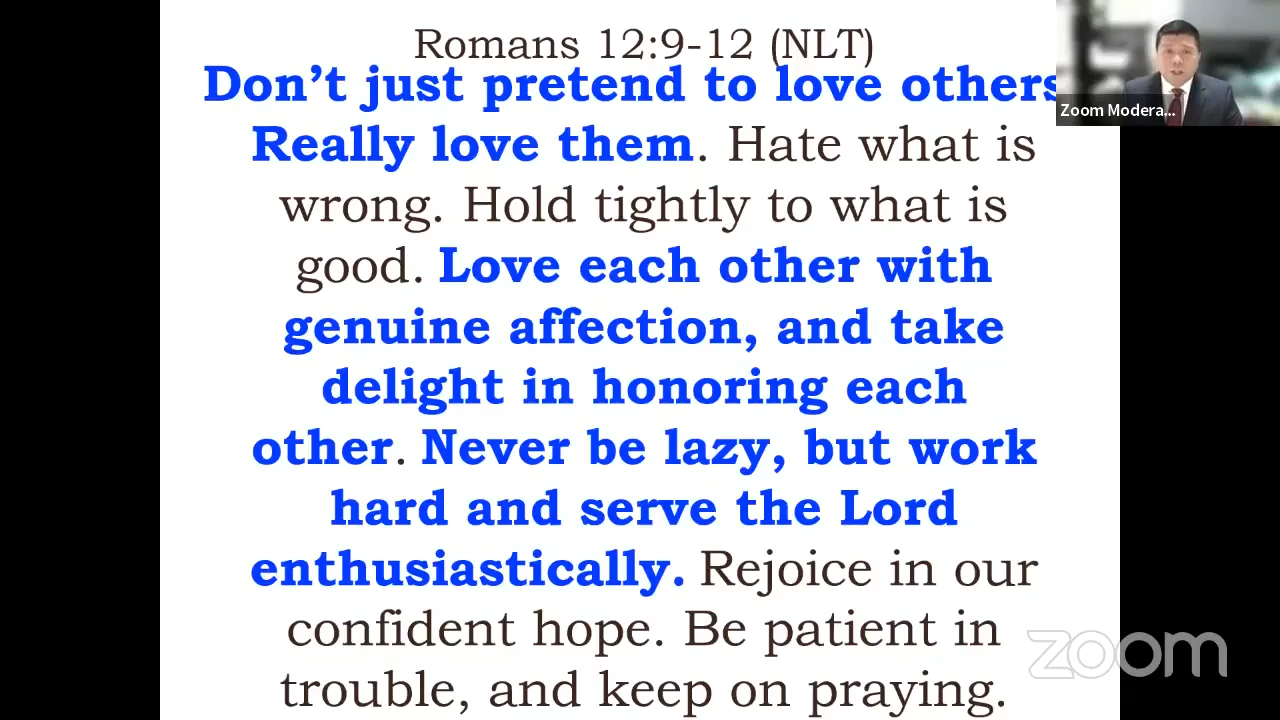 Romans 12:9-12 (NLT)
Don't just pretend to love others
Really love them. Hate what is
wrong. Hold tightly to what is
good. Love each other with
genuine affection, and take
delight in honoring each
other. Never be lazy, but work
hard and serve the Lord
enthusiastically. Rejoice in our
confident hope. Be patient in
trouble, and keep on praying.
Zoom Modera...
zoom